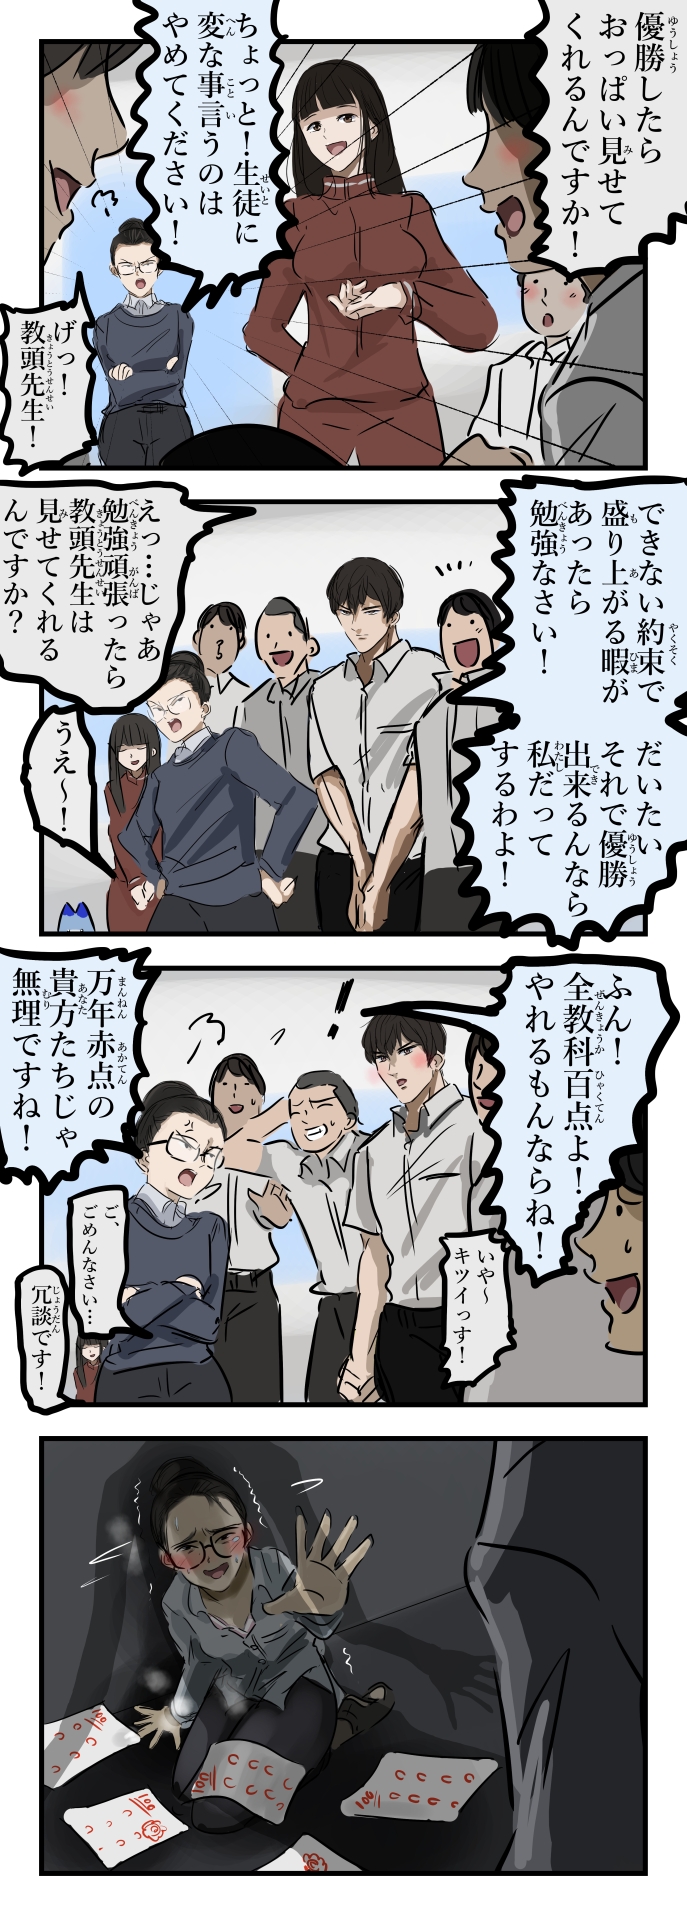 優勝したら
おっぱい見せて
くれるんですか！
ちょっと！生徒に
変な事言うのは
やめてください！
げっ！
教頭先生！
できない約束で
盛り上がる暇が
あったら
勉強なさい！
だいたい
それで優勝
出来るんなら
私だって
するわよ！
えっ…じゃあ
勉強頑張ったら
教頭先生は
見せてくれる
んですか？
うえ〜！
ふん！
全教科百点よ！
やれるもんならね！
いや〜
キツイっす！
万年赤点の
貴方たちじゃ
無理ですね！
ご、
ごめんなさい…
冗談です！
100
100
100
100